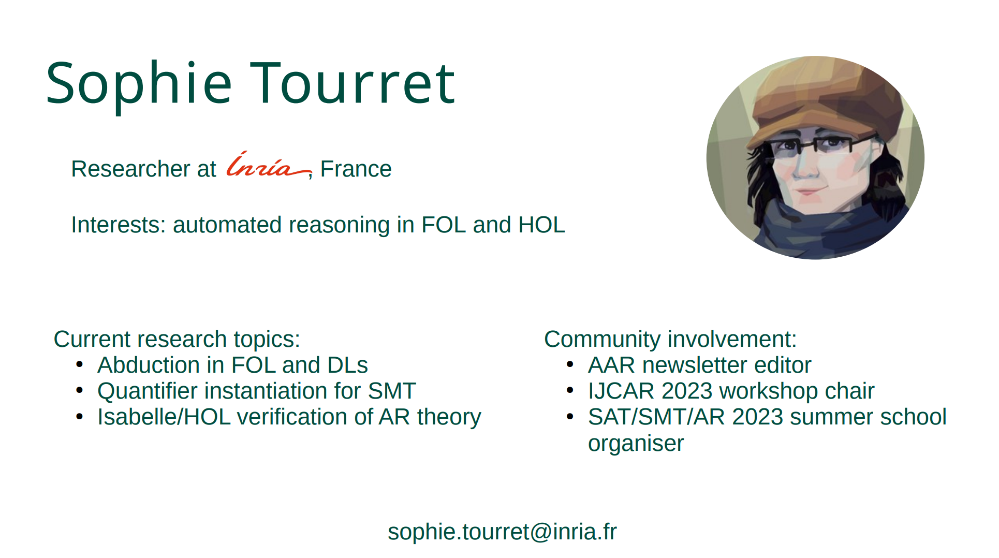 Sophie Tourret
Researcher at Inría, France
Interests: automated reasoning in FOL and HOL
Current research topics:
• Abduction in FOL and DLs
• Quantifier instantiation for SMT
• Isabelle/HOL verification of AR theory
Community involvement:
• AAR newsletter editor
• IJCAR 2023 workshop chair
• SAT/SMT/AR 2023 summer school
organiser
sophie.tourret@inria.fr